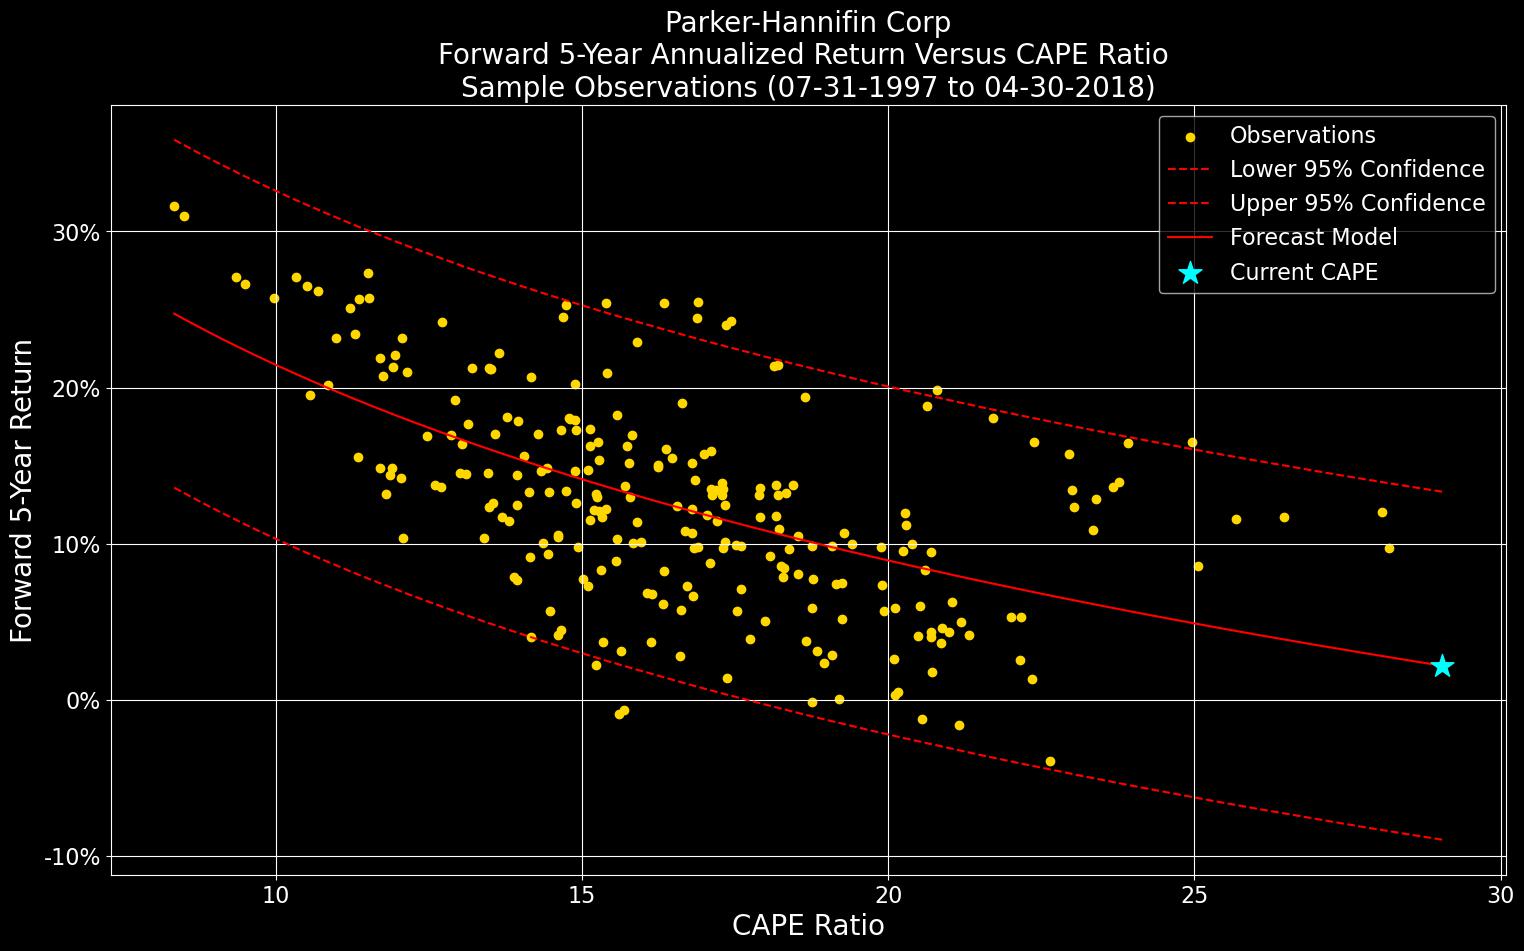 Parker-Hannifin Corp
Forward 5-Year Annualized Return Versus CAPE Ratio
Sample Observations (07-31-1997 to 04-30-2018)
Observations
Lower 95% Confidence
Upper 95% Confidence
Forecast Model
Current CAPE
Forward 5-Year Return
30%
20%
10%
0%
-10%
10
15
20
25
30
CAPE Ratio